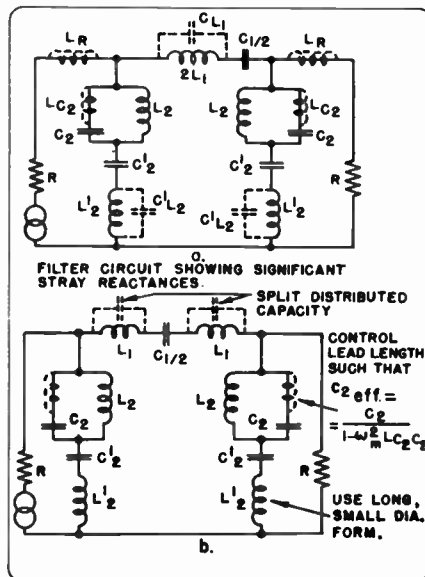 CL₁
LR
2L₁
C₁/2
LR
LC₂
C₂
L₂
L₂
LC₂
C₂
C'₂
C'₂
R
L'₂
C'L₂
C'L₂
L'₂
R
a.
FILTER CIRCUIT SHOWING SIGNIFICANT
STRAY REACTANCES.
SPLIT DISTRIBUTED
CAPACITY
L₁
C₁/2
L₁
CONTROL
LEAD LENGTH
SUCH THAT
C₂ eff.=
= C₂
1-ω²m LC₂C₂
L₂
C₂
L₂
C₂
R
C'₂
C'₂
R
L'₂
L'₂
USE LONG,
SMALL DIA.
FORM.
b.